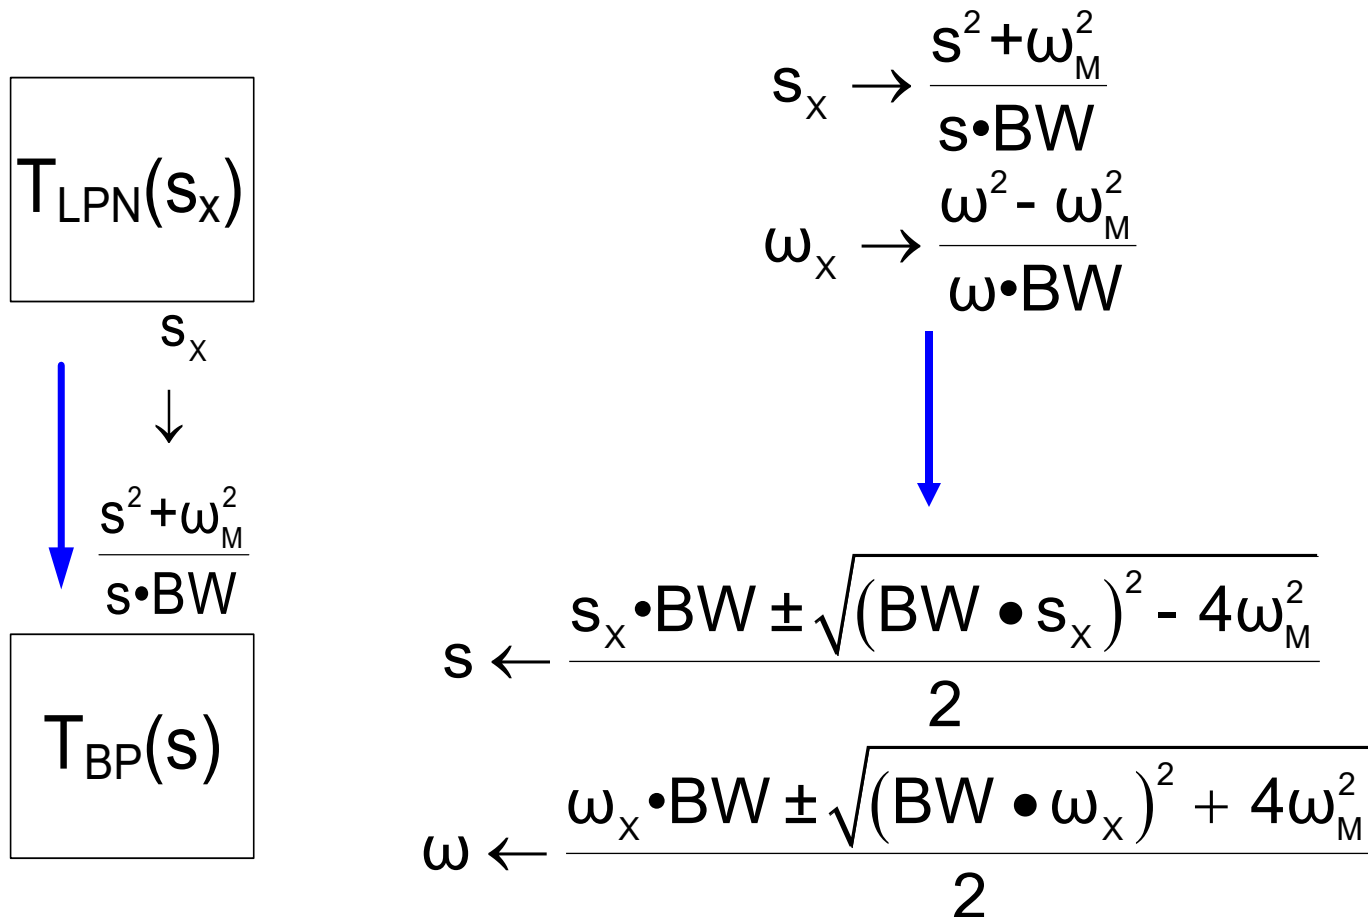 T_LPN(s_x)
s_X
↓
(s² + ω_M²) / (s•BW)
T_BP(s)
s_X → (s² + ω_M²) / (s•BW)
ω_X → (ω² - ω_M²) / (ω•BW)
s ← (s_X•BW ± √((BW • s_X)² - 4ω_M²)) / 2
ω ← (ω_X•BW ± √((BW • ω_X)² + 4ω_M²)) / 2